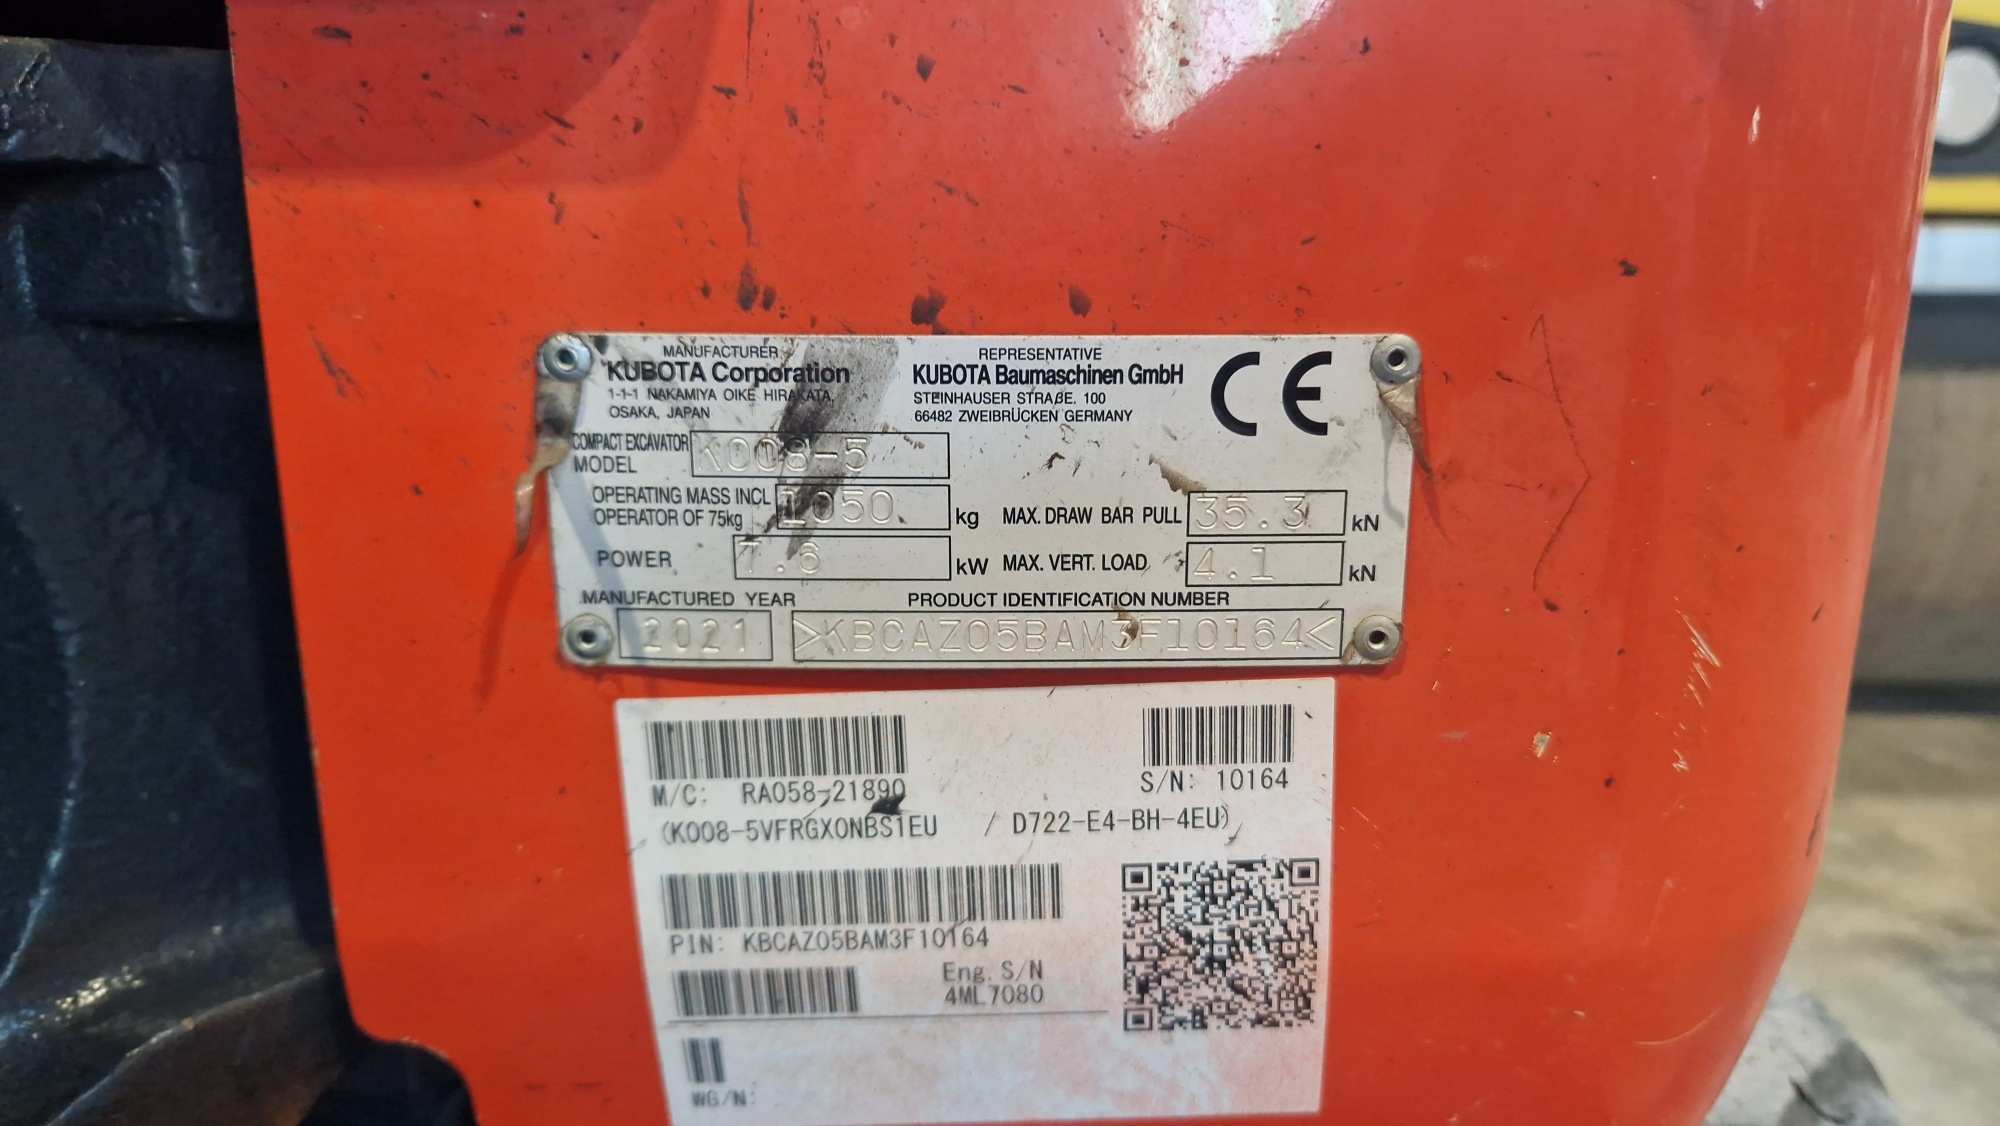 MANUFACTURER
KUBOTA Corporation
1-1-1 NAKAMIYA OIKE HIRAKATA,
OSAKA, JAPAN
REPRESENTATIVE
KUBOTA Baumaschinen GmbH
STEINHAUSER STRAßE. 100
66482 ZWEIBRÜCKEN GERMANY
CE
COMPACT EXCAVATOR
MODEL K008-5
OPERATING MASS INCL
OPERATOR OF 75kg 1050 kg
MAX. DRAW BAR PULL 35.3 kN
POWER 7.6 kW
MAX. VERT. LOAD 4.1 kN
MANUFACTURED YEAR
2021
PRODUCT IDENTIFICATION NUMBER
>KBCAZ05BAM3F10164<
M/C: RA058-21890
S/N: 10164
(K008-5VFRGX0NBS1EU / D722-E4-BH-4EU)
PIN: KBCAZ05BAM3F10164
Eng. S/N
4ML7080
WG/N: